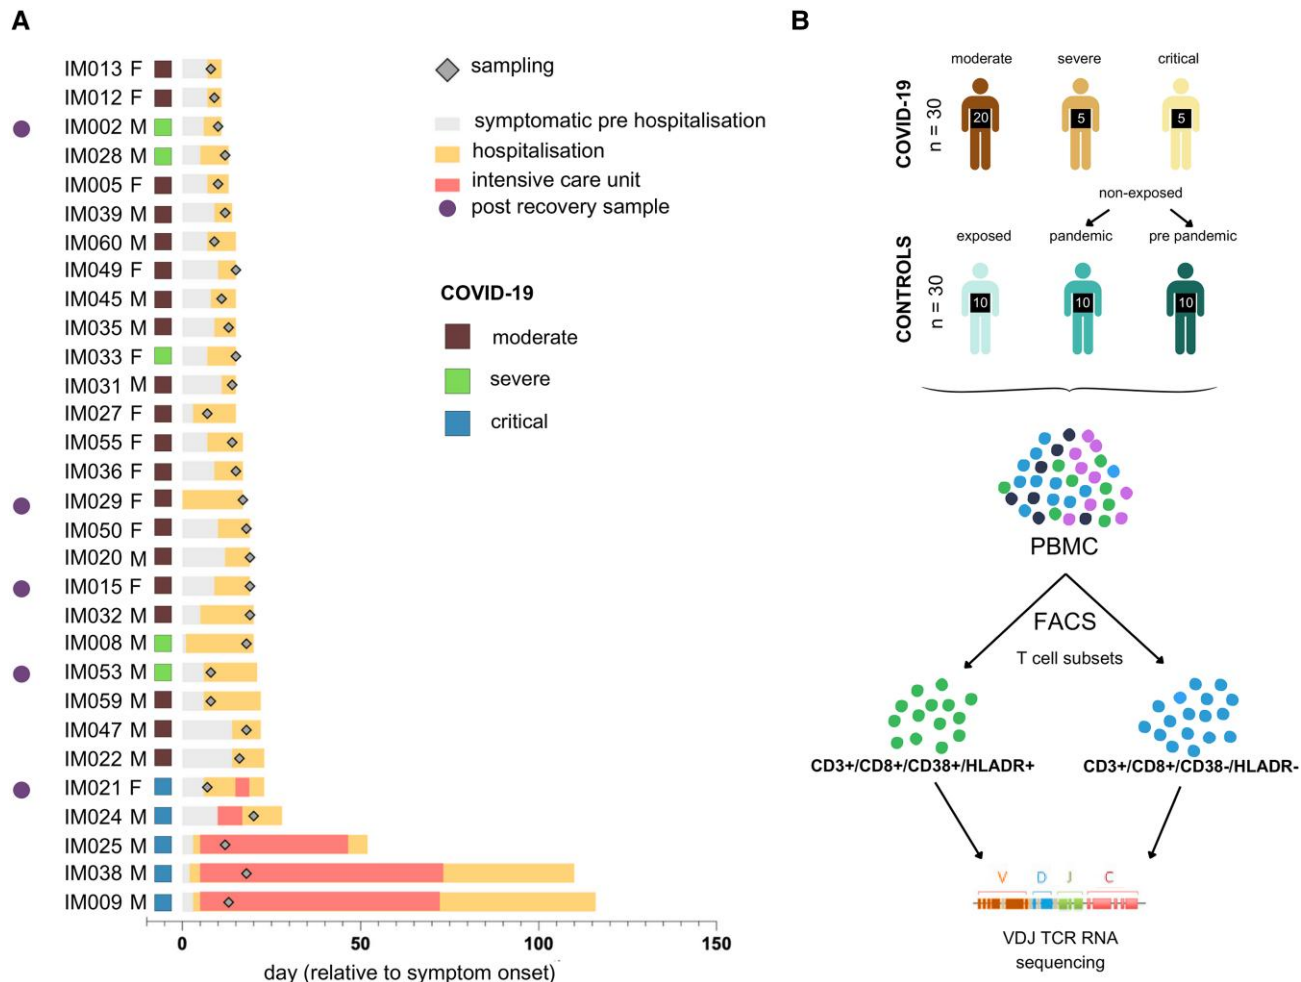 A
IM013 F
IM012 F
IM002 M
IM028 M
IM005 F
IM039 M
IM060 M
IM049 F
IM045 M
IM035 M
IM033 F
IM031 M
IM027 F
IM055 F
IM036 F
IM029 F
IM050 F
IM020 M
IM015 F
IM032 M
IM008 M
IM053 M
IM059 M
IM047 M
IM022 M
IM021 F
IM024 M
IM025 M
IM038 M
IM009 M
0 50 100 150
day (relative to symptom onset)
sampling
symptomatic pre hospitalisation
hospitalisation
intensive care unit
post recovery sample
COVID-19
moderate
severe
critical
B
COVID-19
n = 30
moderate severe critical
20 5 5
non-exposed
CONTROLS
n = 30
exposed pandemic pre pandemic
10 10 10
PBMC
FACS
T cell subsets
CD3+/CD8+/CD38+/HLADR+ CD3+/CD8+/CD38-/HLADR-
V D J C
VDJ TCR RNA
sequencing